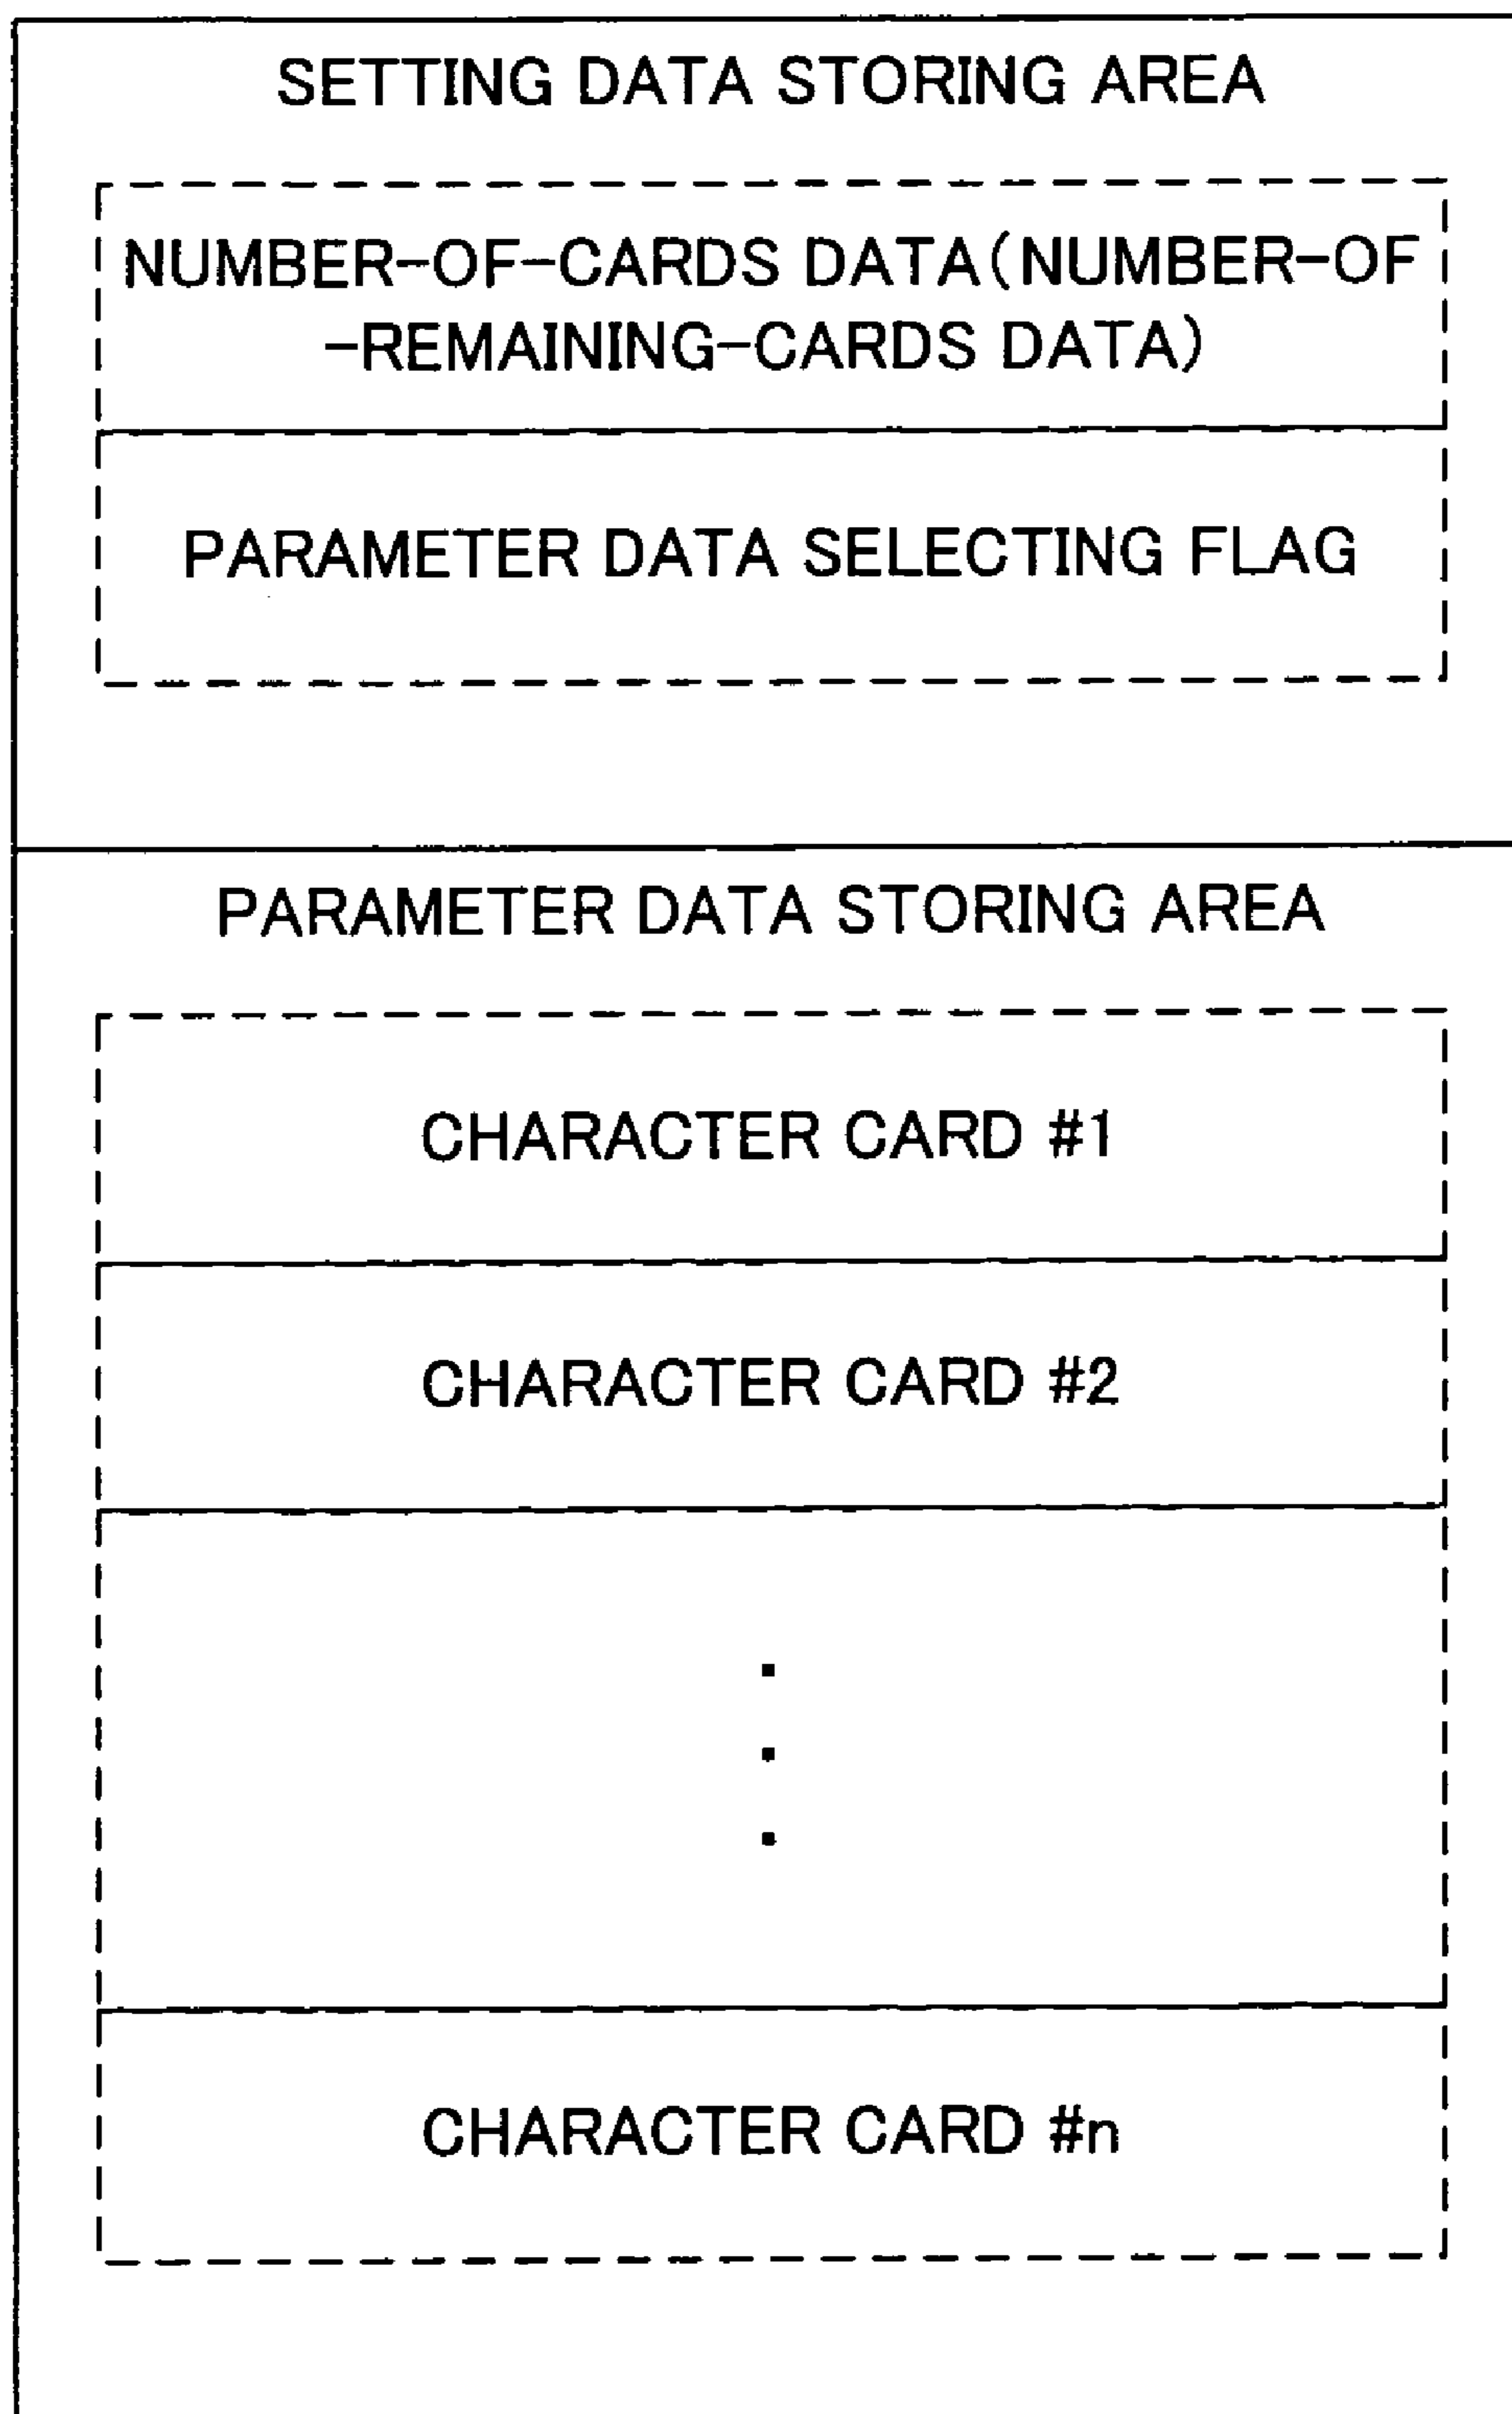 SETTING DATA STORING AREA
NUMBER-OF-CARDS DATA(NUMBER-OF
-REMAINING-CARDS DATA)
PARAMETER DATA SELECTING FLAG
PARAMETER DATA STORING AREA
CHARACTER CARD #1
CHARACTER CARD #2
CHARACTER CARD #n